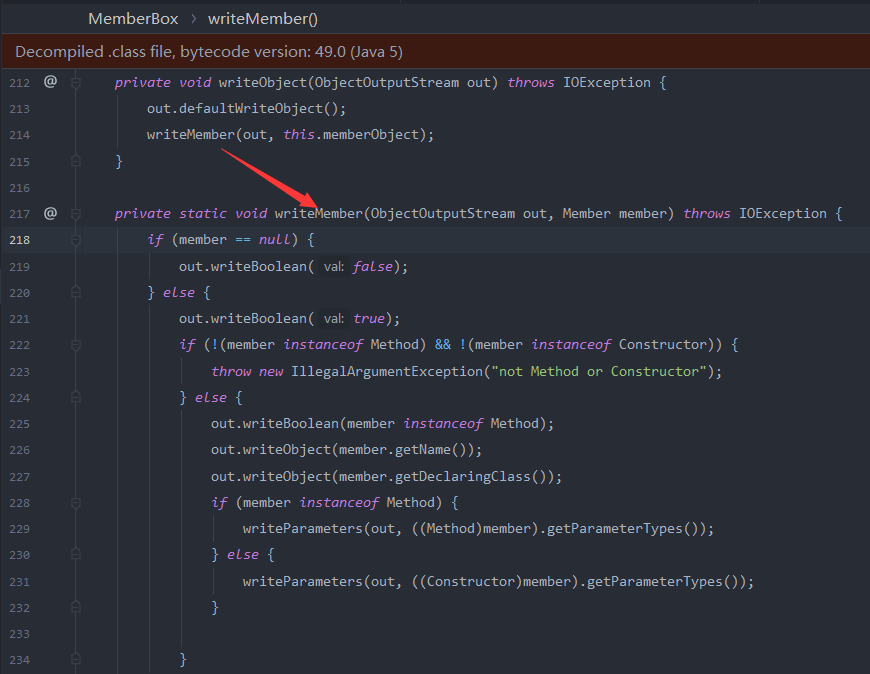 MemberBox > writeMember()
Decompiled .class file, bytecode version: 49.0 (Java 5)
212 @ private void writeObject(ObjectOutputStream out) throws IOException {
213 out.defaultWriteObject();
214 writeMember(out, this.memberObject);
215 }
216
217 @ private static void writeMember(ObjectOutputStream out, Member member) throws IOException {
218 if (member == null) {
219 out.writeBoolean( val: false);
220 } else {
221 out.writeBoolean( val: true);
222 if (!(member instanceof Method) && !(member instanceof Constructor)) {
223 throw new IllegalArgumentException("not Method or Constructor");
224 } else {
225 out.writeBoolean(member instanceof Method);
226 out.writeObject(member.getName());
227 out.writeObject(member.getDeclaringClass());
228 if (member instanceof Method) {
229 writeParameters(out, ((Method)member).getParameterTypes());
230 } else {
231 writeParameters(out, ((Constructor)member).getParameterTypes());
232 }
233
234 }